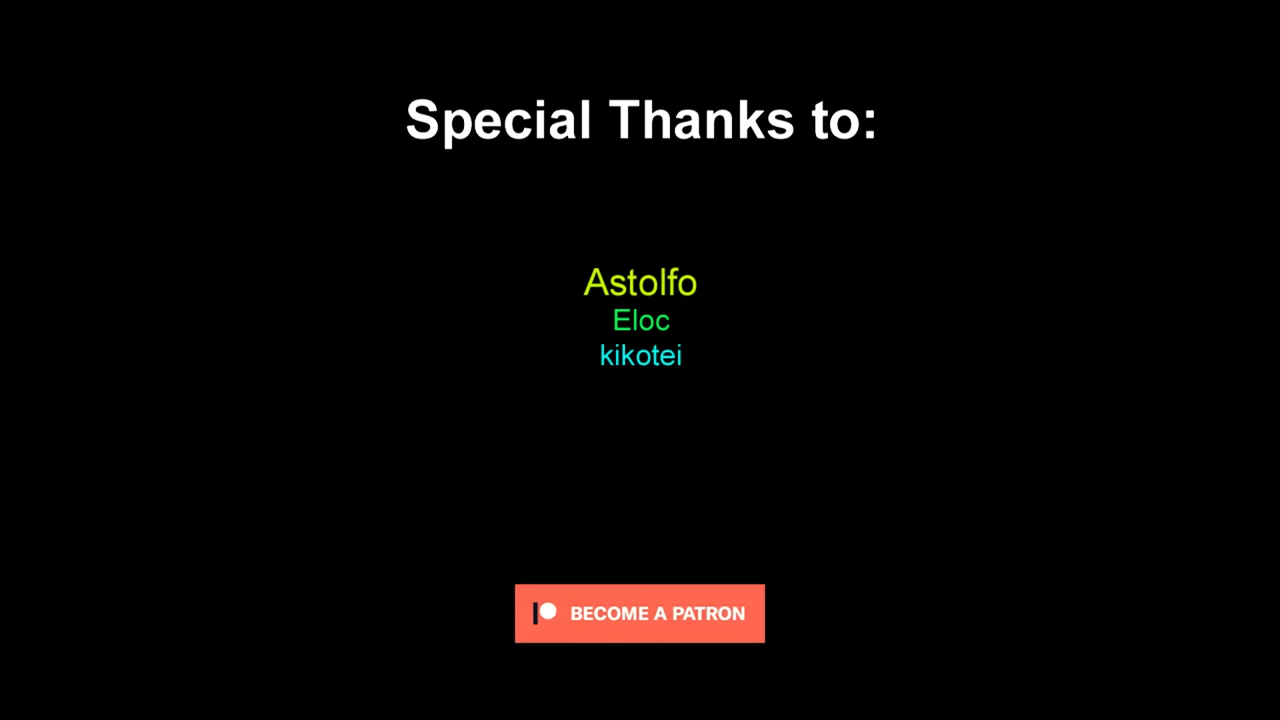 Special Thanks to:
Astolfo
Eloc
kikotei
BECOME A PATRON